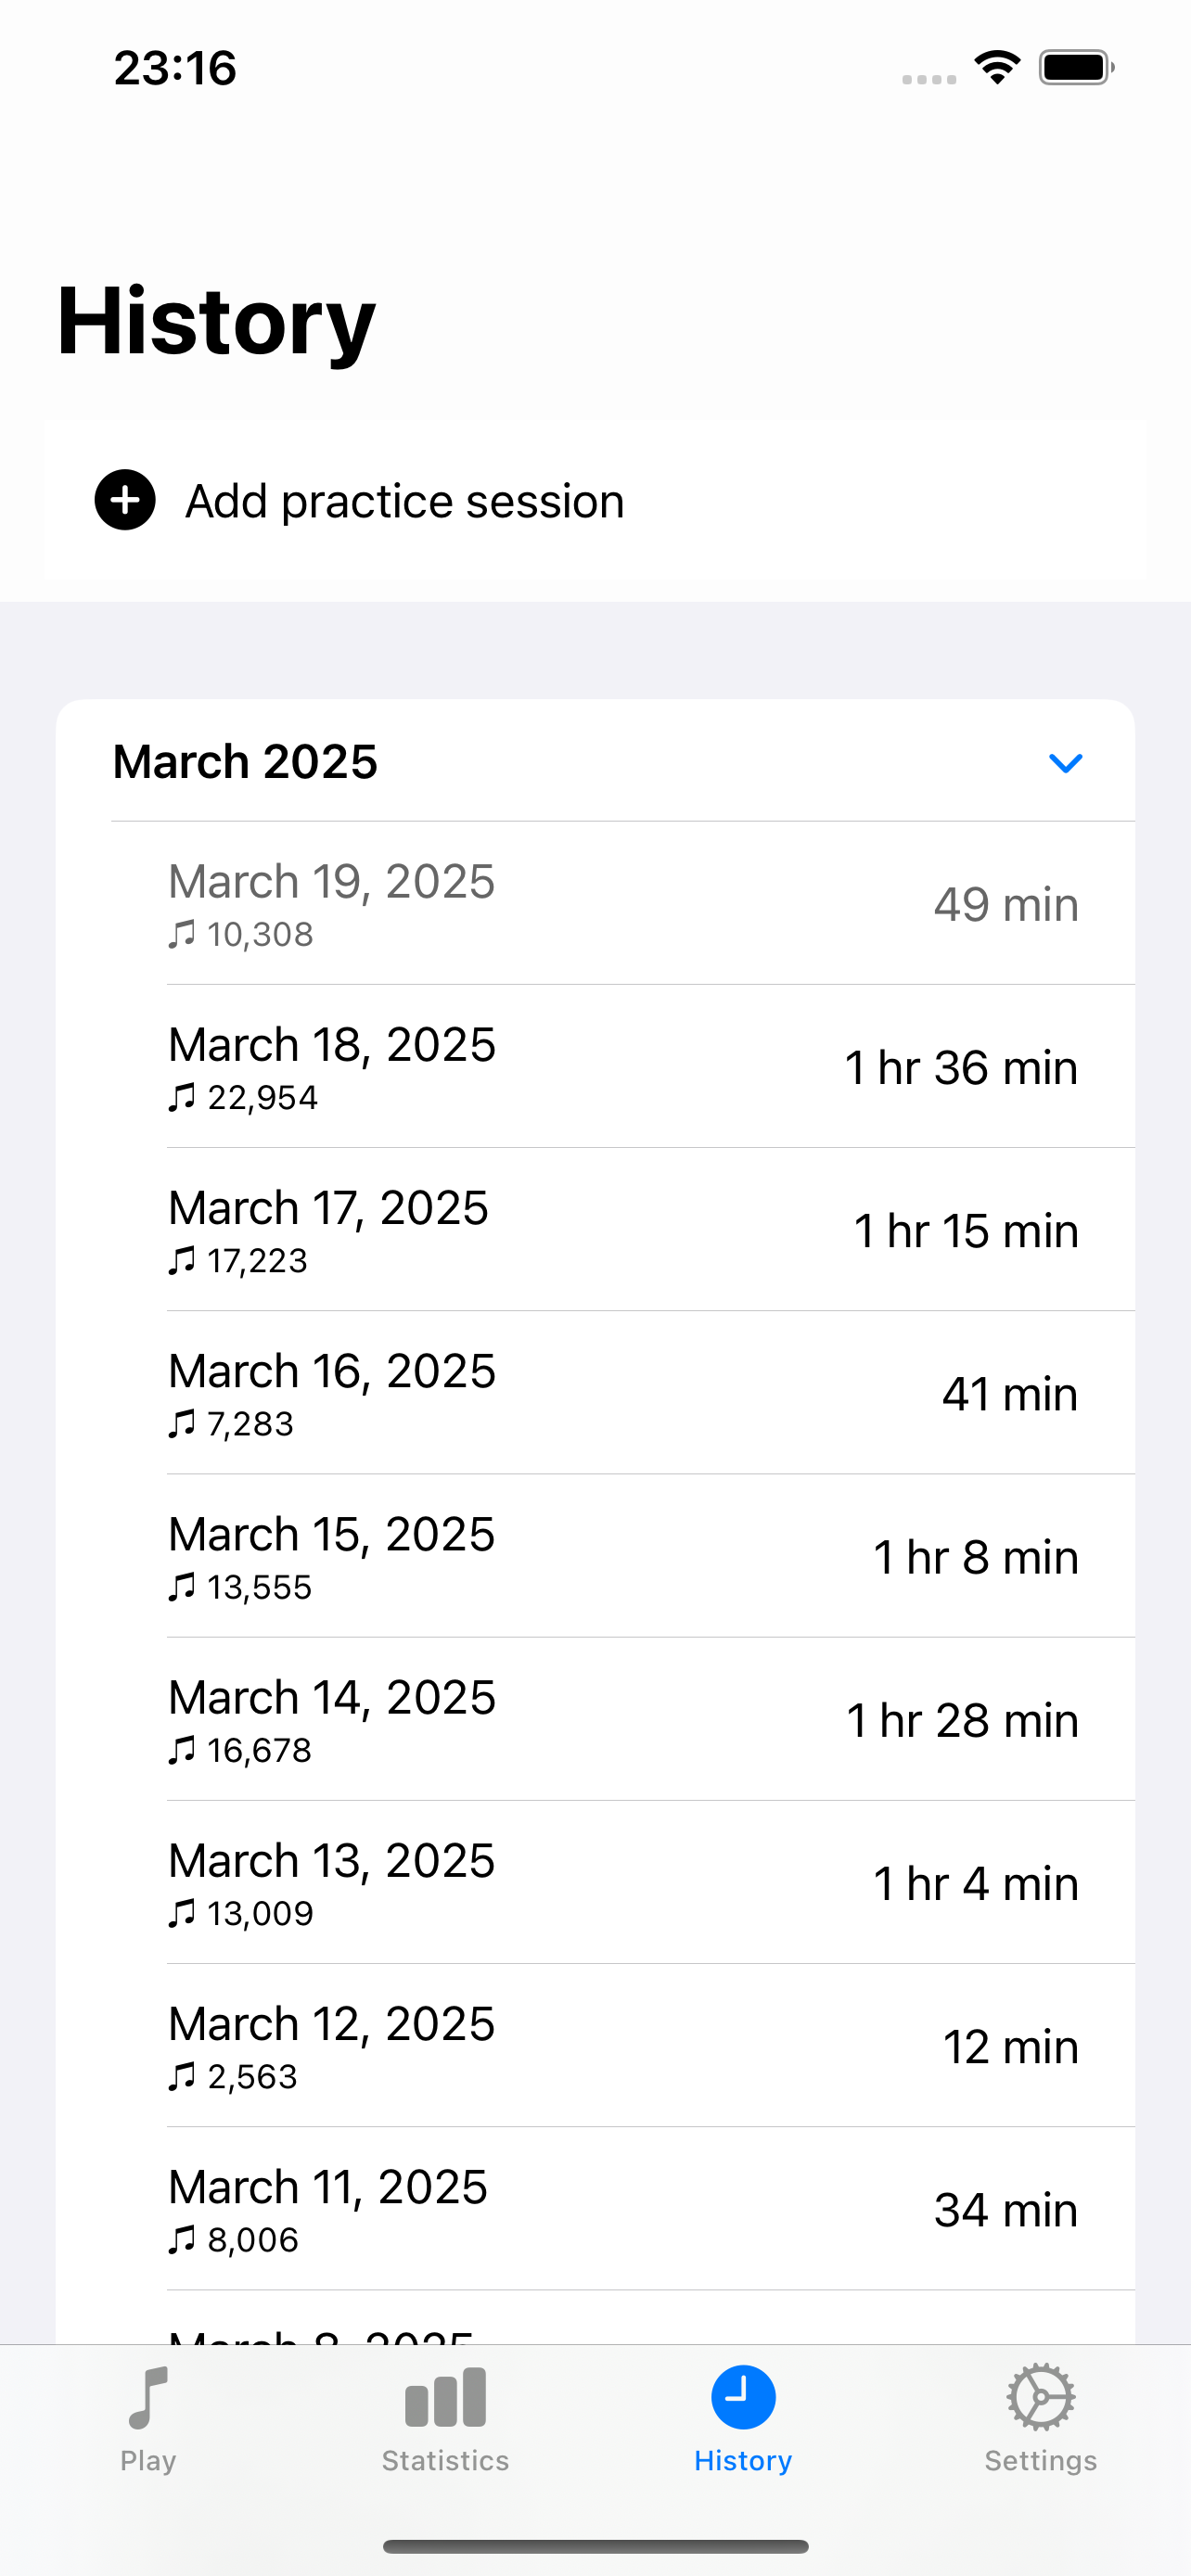 23:16
History
Add practice session
March 2025
March 19, 2025
10,308
49 min
March 18, 2025
22,954
1 hr 36 min
March 17, 2025
17,223
1 hr 15 min
March 16, 2025
7,283
41 min
March 15, 2025
13,555
1 hr 8 min
March 14, 2025
16,678
1 hr 28 min
March 13, 2025
13,009
1 hr 4 min
March 12, 2025
2,563
12 min
March 11, 2025
8,006
34 min
Play
Statistics
History
Settings